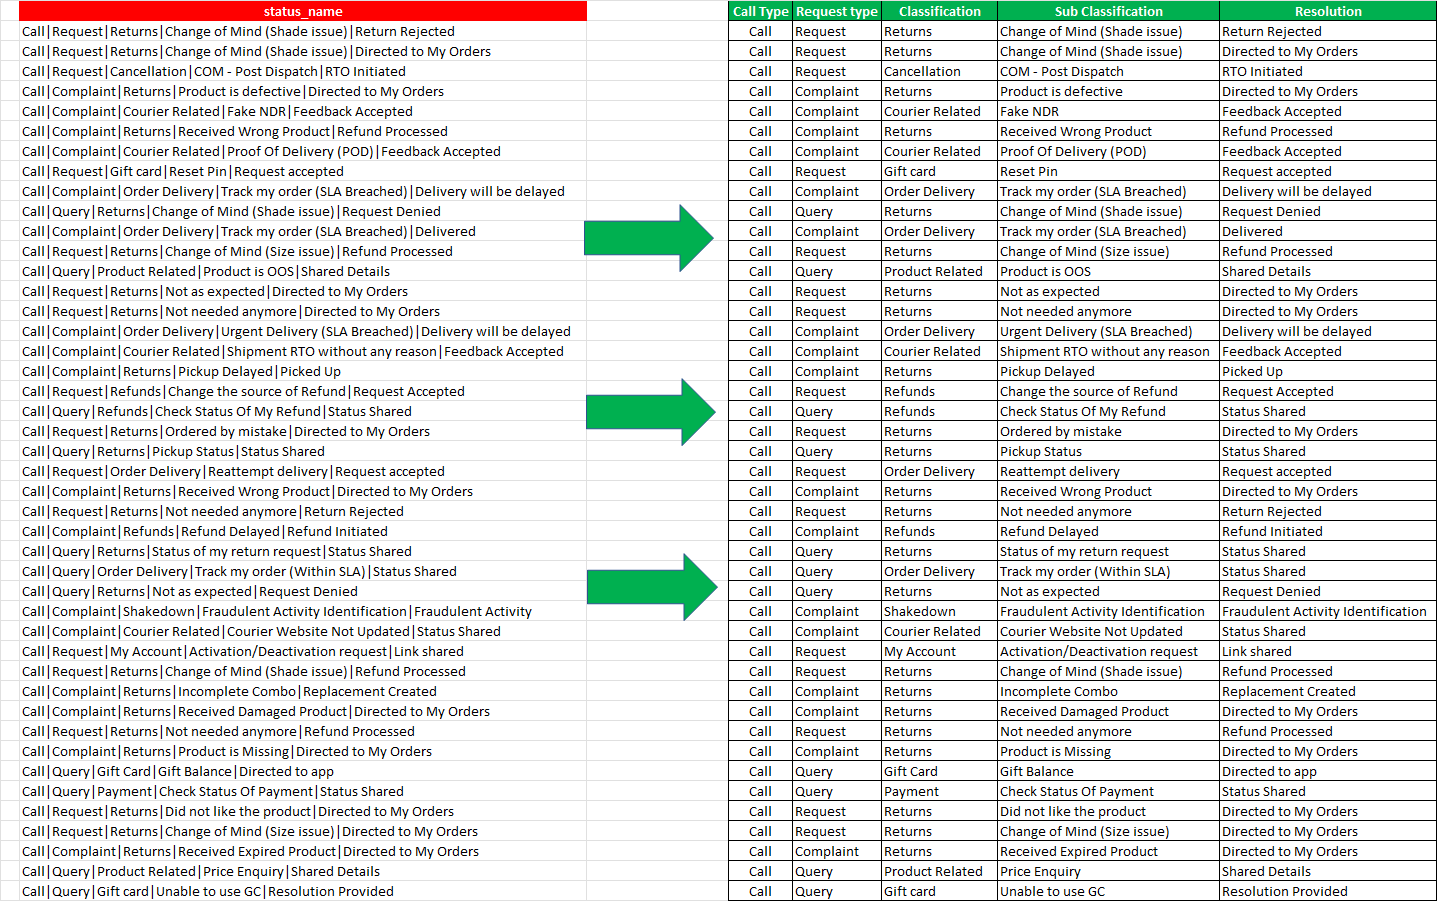 status_name Call Type Request type Classification Sub Classification Resolution
Call|Request|Returns|Change of Mind (Shade issue)|Return Rejected Call Request Returns Change of Mind (Shade issue) Return Rejected
Call|Request|Returns|Change of Mind (Shade issue)|Directed to My Orders Call Request Returns Change of Mind (Shade issue) Directed to My Orders
Call|Request|Cancellation|COM - Post Dispatch|RTO Initiated Call Request Cancellation COM - Post Dispatch RTO Initiated
Call|Complaint|Returns|Product is defective|Directed to My Orders Call Complaint Returns Product is defective Directed to My Orders
Call|Complaint|Courier Related|Fake NDR|Feedback Accepted Call Complaint Courier Related Fake NDR Feedback Accepted
Call|Complaint|Returns|Received Wrong Product|Refund Processed Call Complaint Returns Received Wrong Product Refund Processed
Call|Complaint|Courier Related|Proof Of Delivery (POD)|Feedback Accepted Call Complaint Courier Related Proof Of Delivery (POD) Feedback Accepted
Call|Request|Gift card|Reset Pin|Request accepted Call Request Gift card Reset Pin Request accepted
Call|Complaint|Order Delivery|Track my order (SLA Breached)|Delivery will be delayed Call Complaint Order Delivery Track my order (SLA Breached) Delivery will be delayed
Call|Query|Returns|Change of Mind (Shade issue)|Request Denied Call Query Returns Change of Mind (Shade issue) Request Denied
Call|Complaint|Order Delivery|Track my order (SLA Breached)|Delivered Call Complaint Order Delivery Track my order (SLA Breached) Delivered
Call|Request|Returns|Change of Mind (Size issue)|Refund Processed Call Request Returns Change of Mind (Size issue) Refund Processed
Call|Query|Product Related|Product is OOS|Shared Details Call Query Product Related Product is OOS Shared Details
Call|Request|Returns|Not as expected|Directed to My Orders Call Request Returns Not as expected Directed to My Orders
Call|Request|Returns|Not needed anymore|Directed to My Orders Call Request Returns Not needed anymore Directed to My Orders
Call|Complaint|Order Delivery|Urgent Delivery (SLA Breached)|Delivery will be delayed Call Complaint Order Delivery Urgent Delivery (SLA Breached) Delivery will be delayed
Call|Complaint|Courier Related|Shipment RTO without any reason|Feedback Accepted Call Complaint Courier Related Shipment RTO without any reason Feedback Accepted
Call|Complaint|Returns|Pickup Delayed|Picked Up Call Complaint Returns Pickup Delayed Picked Up
Call|Request|Refunds|Change the source of Refund|Request Accepted Call Request Refunds Change the source of Refund Request Accepted
Call|Query|Refunds|Check Status Of My Refund|Status Shared Call Query Refunds Check Status Of My Refund Status Shared
Call|Request|Returns|Ordered by mistake|Directed to My Orders Call Request Returns Ordered by mistake Directed to My Orders
Call|Query|Returns|Pickup Status|Status Shared Call Query Returns Pickup Status Status Shared
Call|Request|Order Delivery|Reattempt delivery|Request accepted Call Request Order Delivery Reattempt delivery Request accepted
Call|Complaint|Returns|Received Wrong Product|Directed to My Orders Call Complaint Returns Received Wrong Product Directed to My Orders
Call|Request|Returns|Not needed anymore|Return Rejected Call Request Returns Not needed anymore Return Rejected
Call|Complaint|Refunds|Refund Delayed|Refund Initiated Call Complaint Refunds Refund Delayed Refund Initiated
Call|Query|Returns|Status of my return request|Status Shared Call Query Returns Status of my return request Status Shared
Call|Query|Order Delivery|Track my order (Within SLA)|Status Shared Call Query Order Delivery Track my order (Within SLA) Status Shared
Call|Query|Returns|Not as expected|Request Denied Call Query Returns Not as expected Request Denied
Call|Complaint|Shakedown|Fraudulent Activity Identification|Fraudulent Activity Call Complaint Shakedown Fraudulent Activity Identification Fraudulent Activity Identification
Call|Complaint|Courier Related|Courier Website Not Updated|Status Shared Call Complaint Courier Related Courier Website Not Updated Status Shared
Call|Request|My Account|Activation/Deactivation request|Link shared Call Request My Account Activation/Deactivation request Link shared
Call|Request|Returns|Change of Mind (Shade issue)|Refund Processed Call Request Returns Change of Mind (Shade issue) Refund Processed
Call|Complaint|Returns|Incomplete Combo|Replacement Created Call Complaint Returns Incomplete Combo Replacement Created
Call|Complaint|Returns|Received Damaged Product|Directed to My Orders Call Complaint Returns Received Damaged Product Directed to My Orders
Call|Request|Returns|Not needed anymore|Refund Processed Call Request Returns Not needed anymore Refund Processed
Call|Complaint|Returns|Product is Missing|Directed to My Orders Call Complaint Returns Product is Missing Directed to My Orders
Call|Query|Gift Card|Gift Balance|Directed to app Call Query Gift Card Gift Balance Directed to app
Call|Query|Payment|Check Status Of Payment|Status Shared Call Query Payment Check Status Of Payment Status Shared
Call|Request|Returns|Did not like the product|Directed to My Orders Call Request Returns Did not like the product Directed to My Orders
Call|Request|Returns|Change of Mind (Size issue)|Directed to My Orders Call Request Returns Change of Mind (Size issue) Directed to My Orders
Call|Complaint|Returns|Received Expired Product|Directed to My Orders Call Complaint Returns Received Expired Product Directed to My Orders
Call|Query|Product Related|Price Enquiry|Shared Details Call Query Product Related Price Enquiry Shared Details
Call|Query|Gift card|Unable to use GC|Resolution Provided Call Query Gift card Unable to use GC Resolution Provided